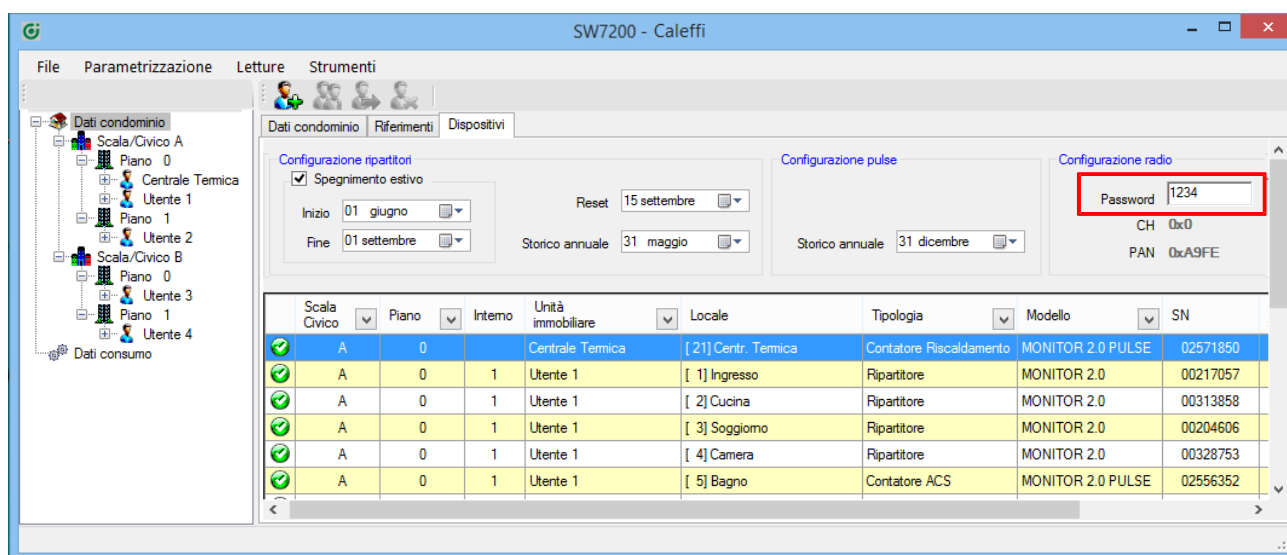 SW7200 - Caleffi
File Parametrizzazione Letture Strumenti
Dati condominio
Scala/Civico A
Piano 0
Centrale Termica
Utente 1
Piano 1
Utente 2
Scala/Civico B
Piano 0
Utente 3
Piano 1
Utente 4
Dati consumo
Dati condominio Riferimenti Dispositivi
Configurazione ripartitori
Spegnimento estivo
Inizio 01 giugno
Fine 01 settembre
Reset 15 settembre
Storico annuale 31 maggio
Configurazione pulse
Storico annuale 31 dicembre
Configurazione radio
Password 1234
CH 0x0
PAN 0xA9FE
Scala Civico Piano Interno Unità immobiliare Locale Tipologia Modello SN
A 0 Centrale Termica [ 21] Centr. Termica Contatore Riscaldamento MONITOR 2.0 PULSE 02571850
A 0 1 Utente 1 [ 1] Ingresso Ripartitore MONITOR 2.0 00217057
A 0 1 Utente 1 [ 2] Cucina Ripartitore MONITOR 2.0 00313858
A 0 1 Utente 1 [ 3] Soggiorno Ripartitore MONITOR 2.0 00204606
A 0 1 Utente 1 [ 4] Camera Ripartitore MONITOR 2.0 00328753
A 0 1 Utente 1 [ 5] Bagno Contatore ACS MONITOR 2.0 PULSE 02556352